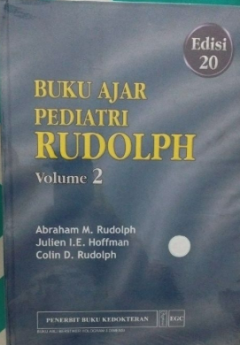 Edisi
20
BUKU AJAR
PEDIATRI
RUDOLPH
Volume 2
Abraham M. Rudolph
Julien I.E. Hoffman
Colin D. Rudolph
PENERBIT BUKU KEDOKTERAN EGC